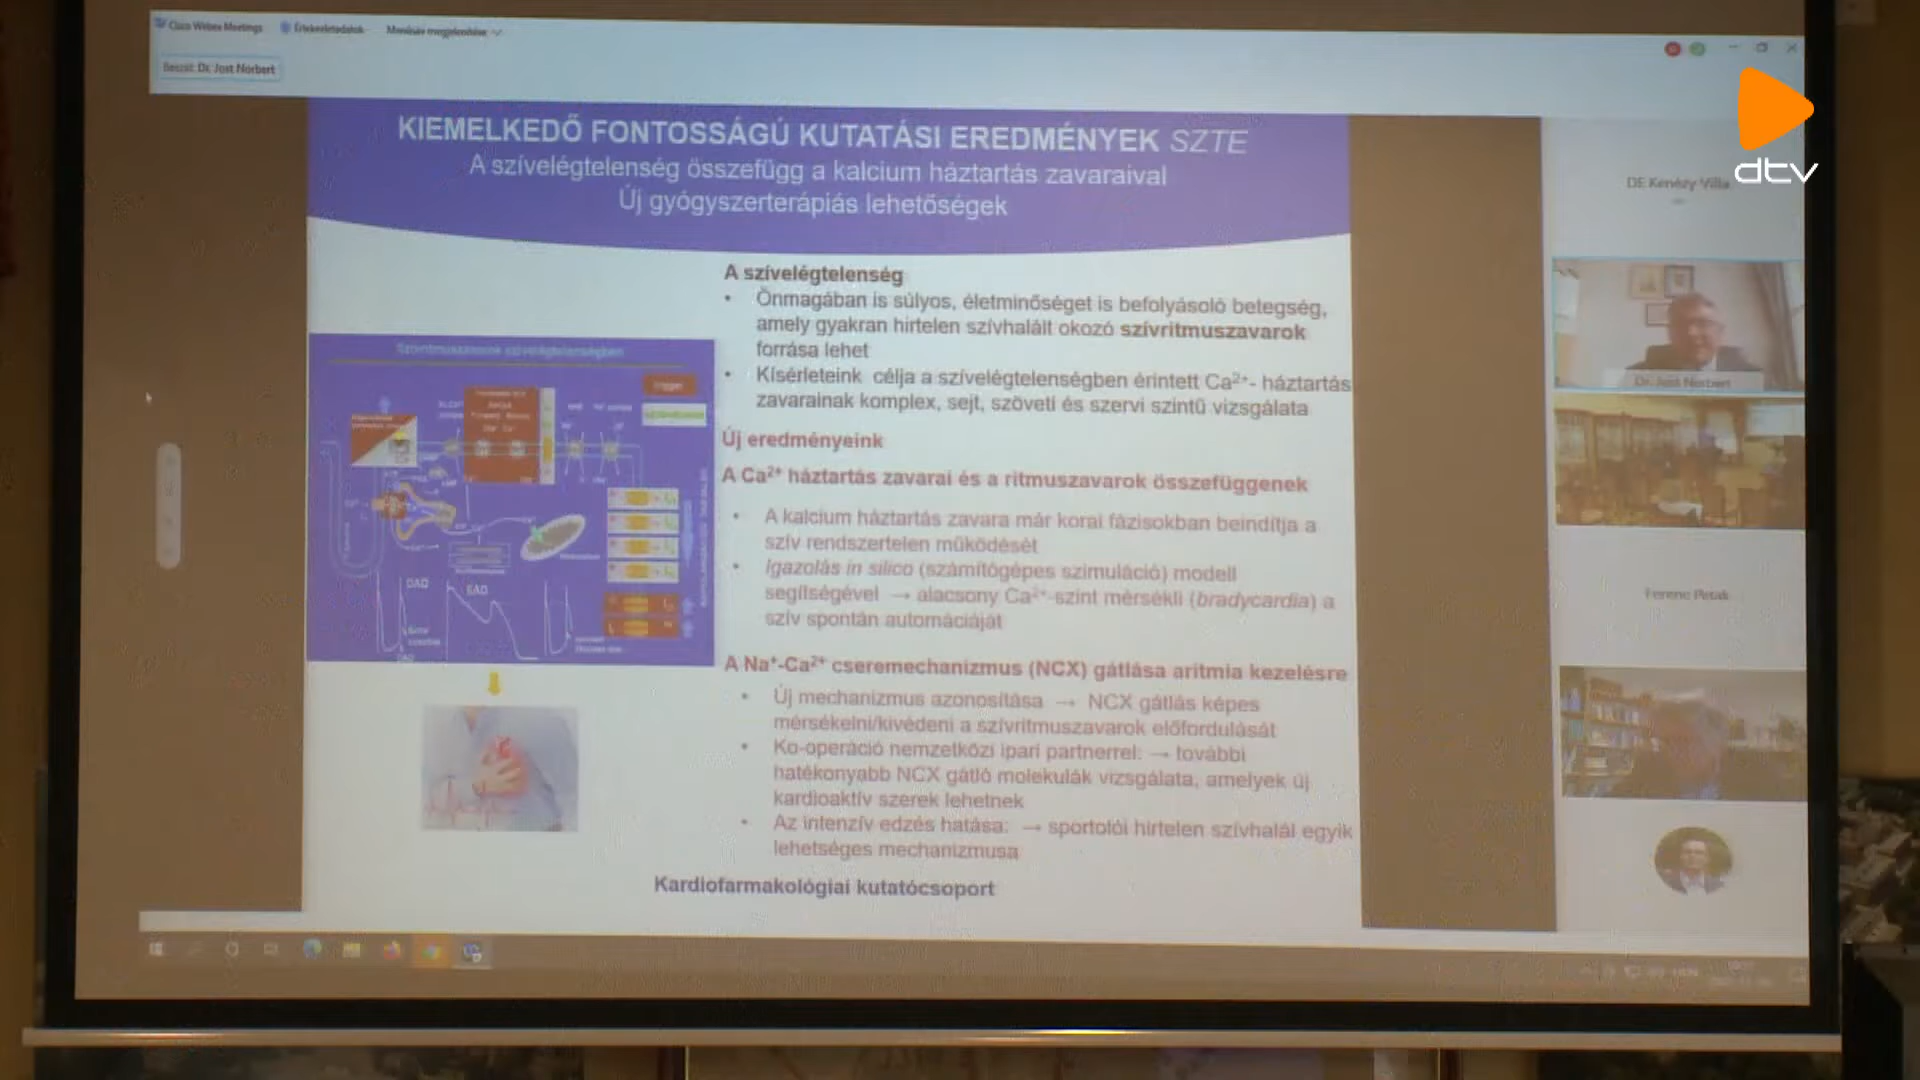 Cisco Webex Meetings
Beszél: Dr. Jost Norbert
dtv
KIEMELKEDŐ FONTOSSÁGÚ KUTATÁSI EREDMÉNYEK SZTE
A szívelégtelenség összefügg a kalcium háztartás zavaraival
Új gyógyszerterápiás lehetőségek
DE Kenézy Villa
Dr. Jost Norbert
A szívelégtelenség
• Önmagában is súlyos, életminőséget is befolyásoló betegség,
amely gyakran hirtelen szívhalált okozó szívritmuszavarok
forrása lehet
• Kísérleteink célja a szívelégtelenségben érintett Ca²⁺- háztartás
zavarainak komplex, sejt, szöveti és szervi szintű vizsgálata
Új eredményeink
A Ca²⁺ háztartás zavarai és a ritmuszavarok összefüggenek
• A kalcium háztartás zavara már korai fázisokban beindítja a
szív rendszertelen működését
• Igazolás in silico (számítógépes szimuláció) modell
segítségével → alacsony Ca²⁺-szint mérsékli (bradycardia) a
szív spontán automáciáját
A Na⁺-Ca²⁺ cseremechanizmus (NCX) gátlása aritmia kezelésre
• Új mechanizmus azonosítása → NCX gátlás képes
mérsékelni/kivédeni a szívritmuszavarok előfordulását
• Ko-operáció nemzetközi ipari partnerrel: → további
hatékonyabb NCX gátló molekulák vizsgálata, amelyek új
kardioaktív szerek lehetnek
• Az intenzív edzés hatása: → sportolói hirtelen szívhalál egyik
lehetséges mechanizmusa
Kardiofarmakológiai kutatócsoport
DAD
EAD
DAD